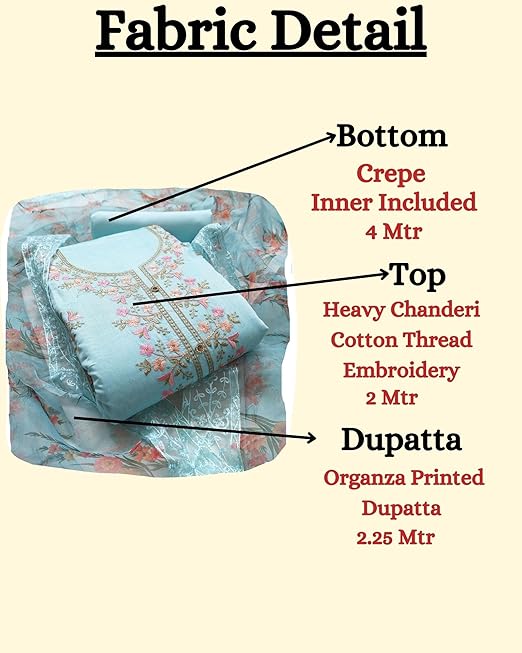 Fabric Detail
Bottom
Crepe
Inner Included
4 Mtr
Top
Heavy Chanderi
Cotton Thread
Embroidery
2 Mtr
Dupatta
Organza Printed
Dupatta
2.25 Mtr